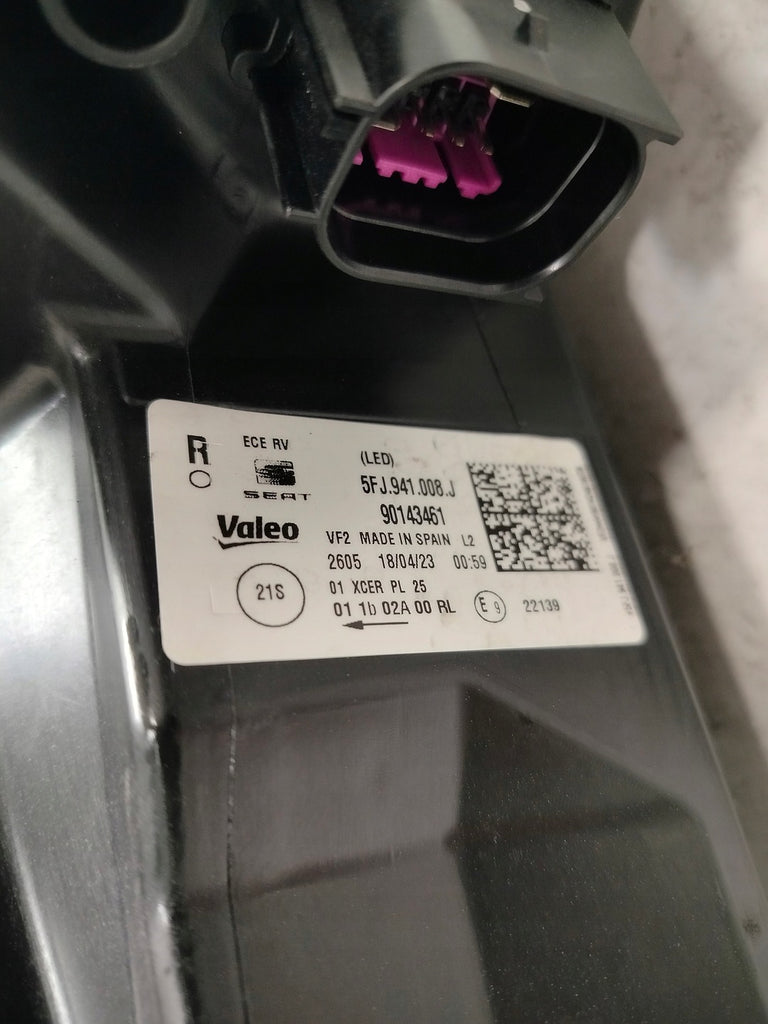 R
ECE RV
SEAT
Valeo
21S
(LED)
5FJ.941.008.J
90143461
VF2 MADE IN SPAIN L2
2605 18/04/23 00:59
01 XCER PL 25
01 1b 02A 00 RL
E 9 22139